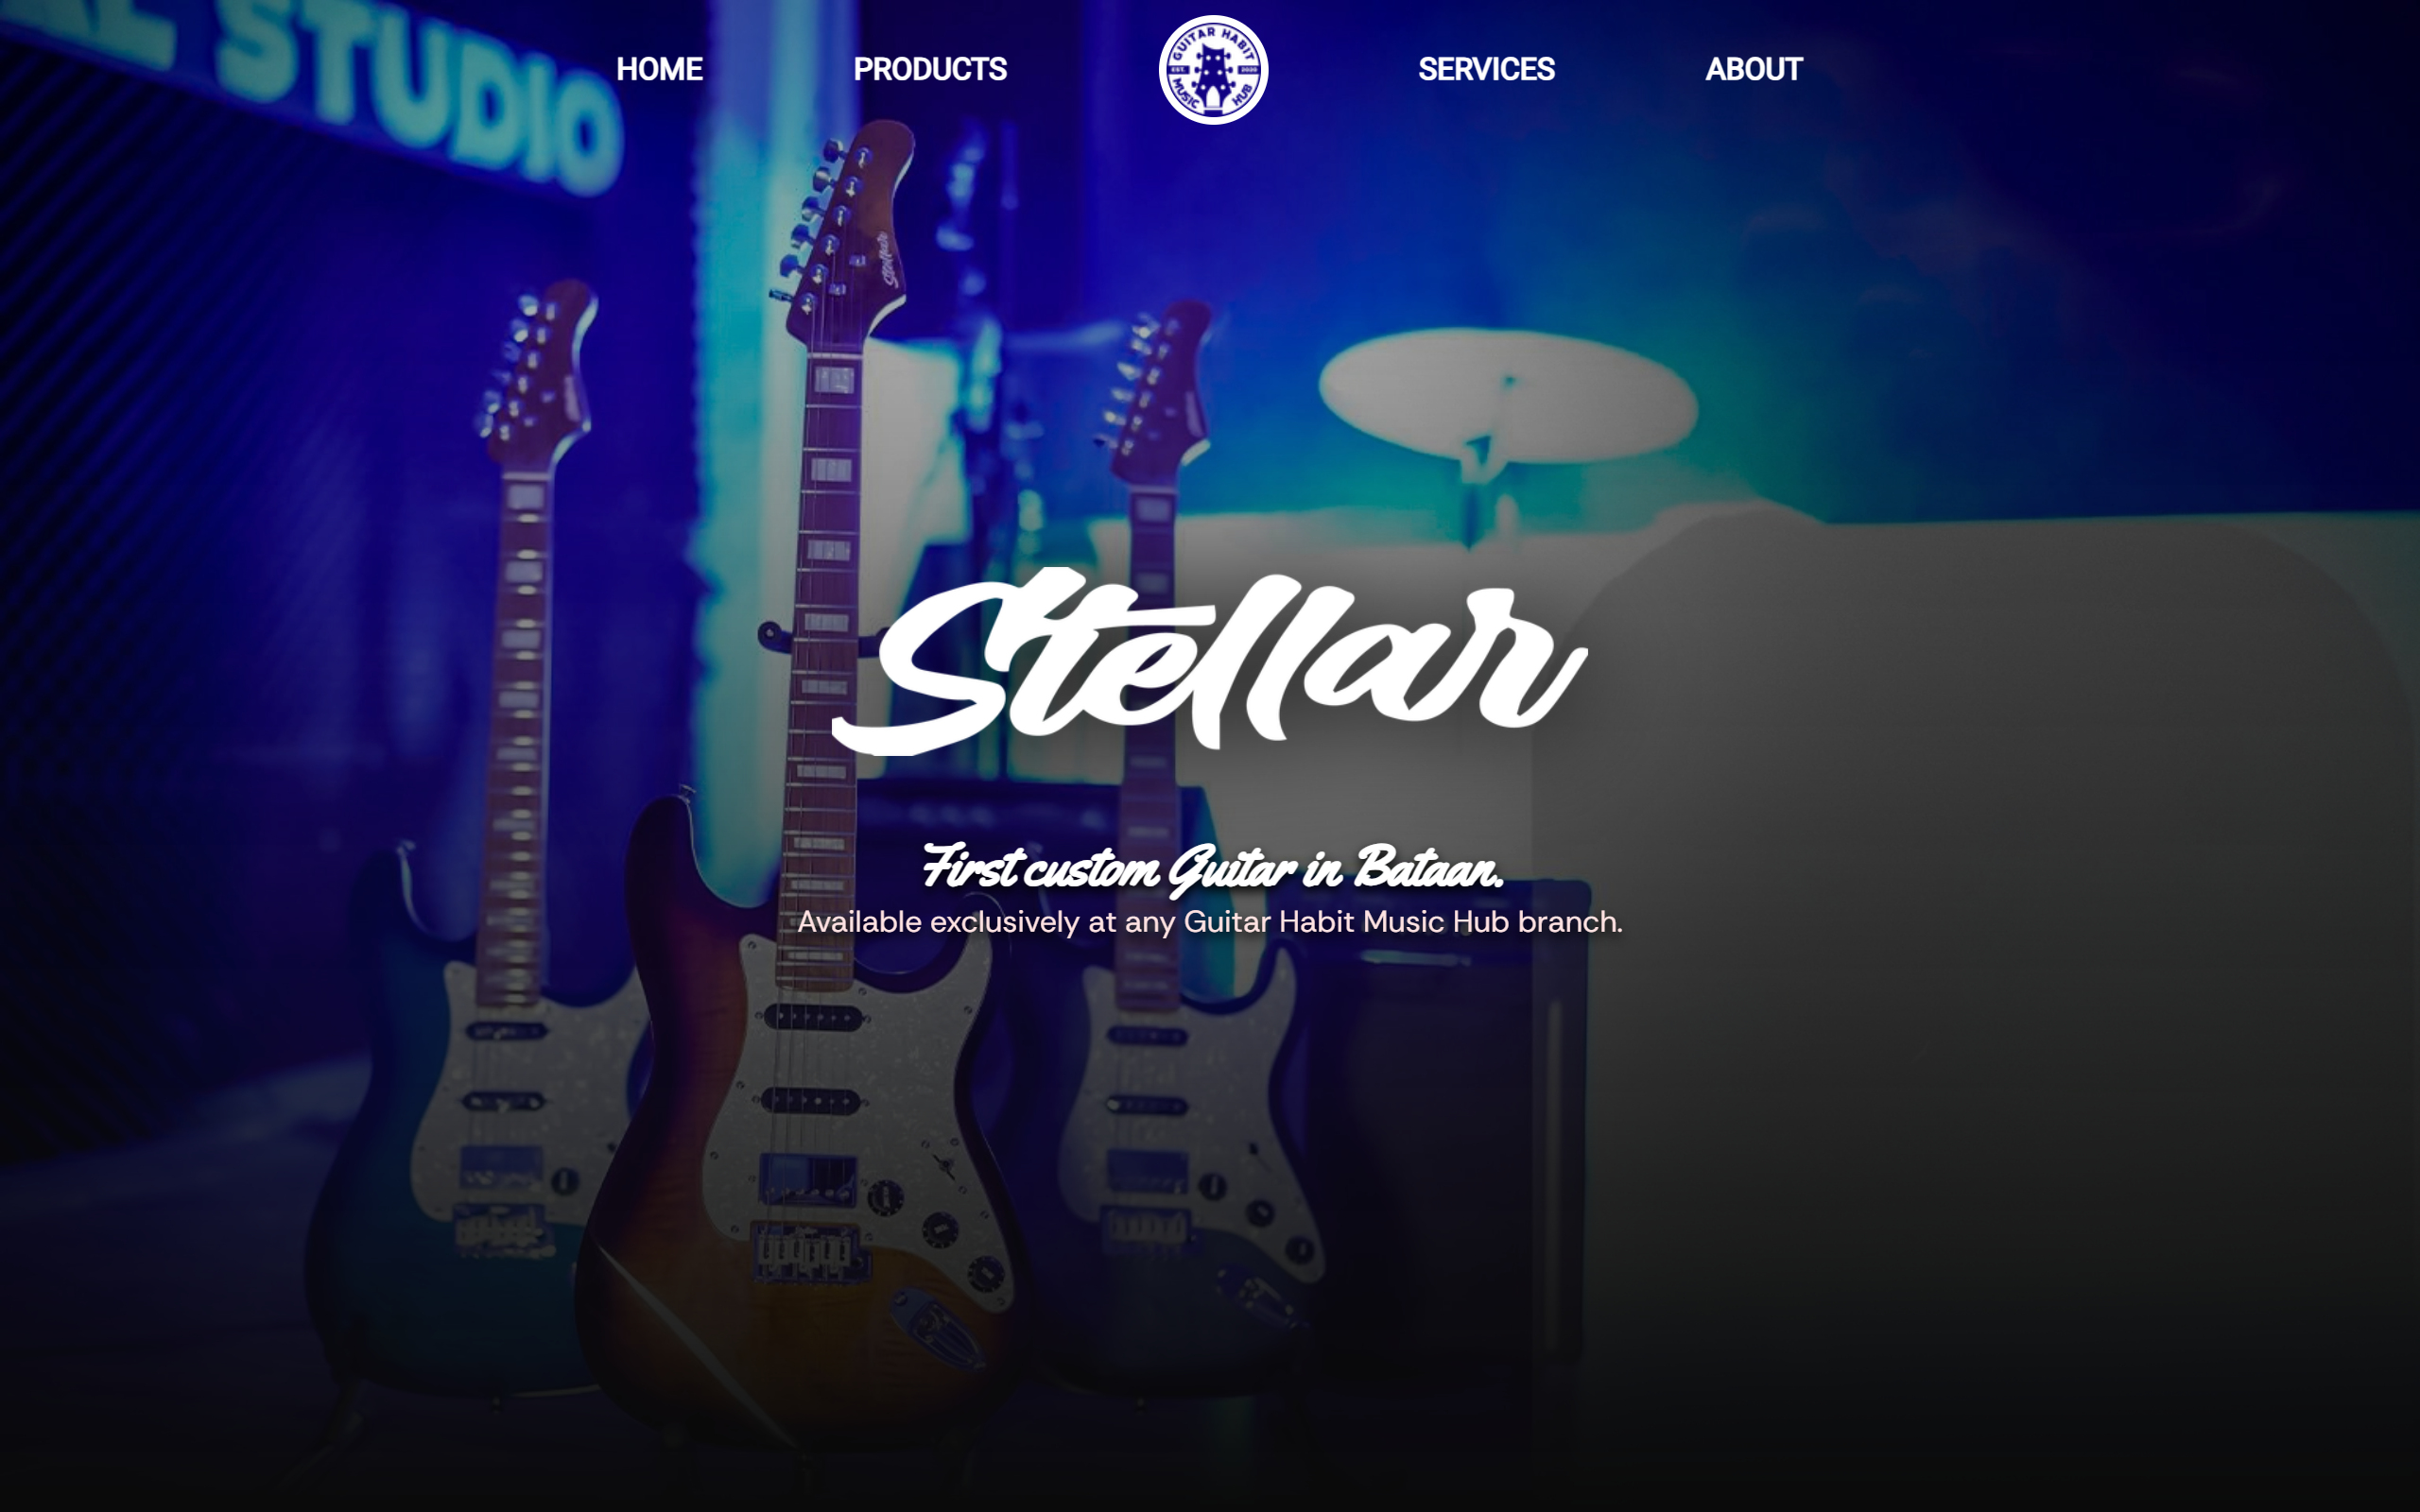 STUDIO
HOME PRODUCTS SERVICES ABOUT
GUITAR HABIT
EST. 2020
MUSIC HUB
Stellar
Stellar
First custom Guitar in Bataan.
Available exclusively at any Guitar Habit Music Hub branch.